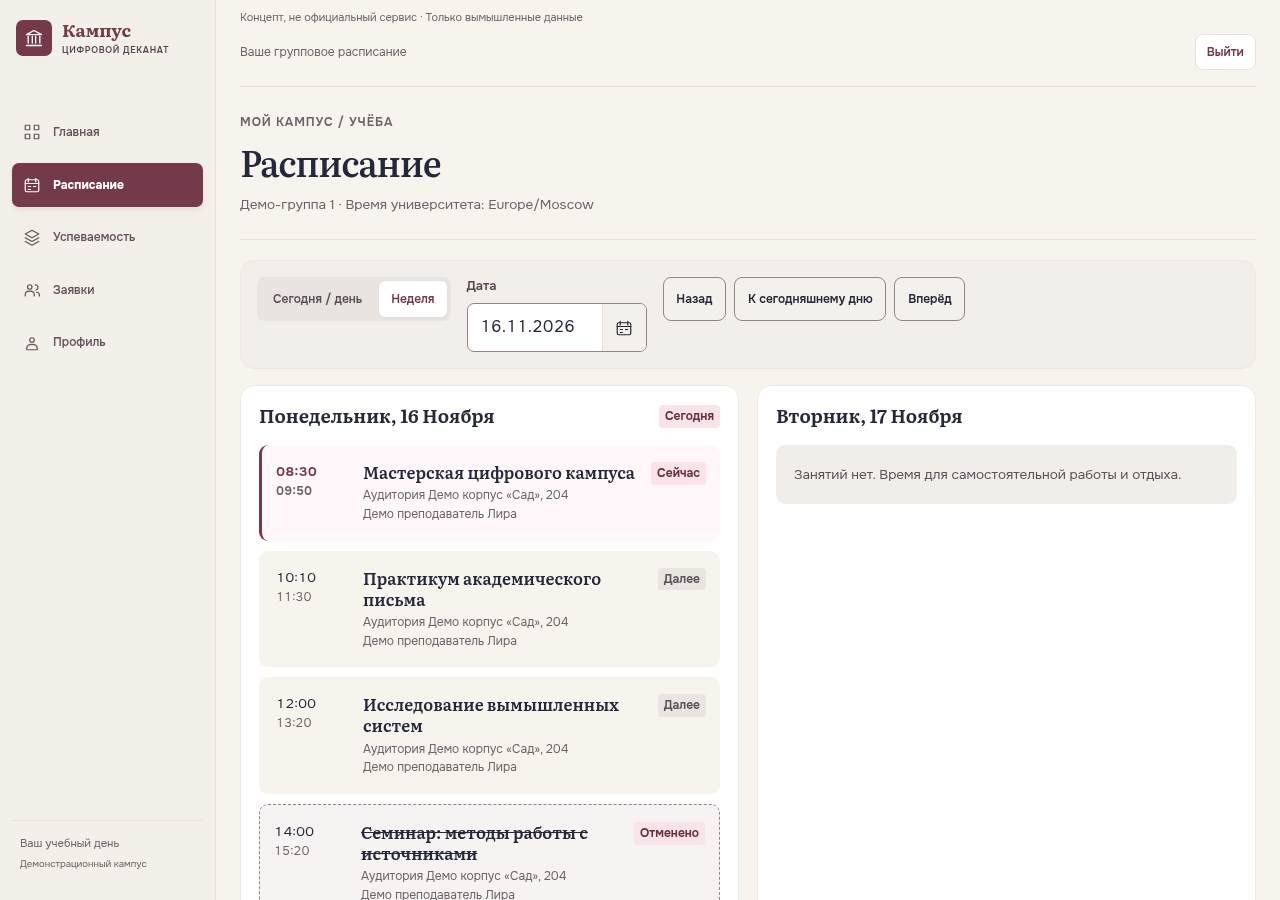 Кампус
ЦИФРОВОЙ ДЕКАНАТ
Главная
Расписание
Успеваемость
Заявки
Профиль
Ваш учебный день
Демонстрационный кампус
Концепт, не официальный сервис · Только вымышленные данные
Ваше групповое расписание
Выйти
МОЙ КАМПУС / УЧЁБА
Расписание
Демо-группа 1 · Время университета: Europe/Moscow
Сегодня / день
Неделя
Дата
16.11.2026
Назад
К сегодняшнему дню
Вперёд
Понедельник, 16 Ноября
Сегодня
08:30
09:50
Мастерская цифрового кампуса
Аудитория Демо корпус «Сад», 204
Демо преподаватель Лира
Сейчас
10:10
11:30
Практикум академического
письма
Аудитория Демо корпус «Сад», 204
Демо преподаватель Лира
Далее
12:00
13:20
Исследование вымышленных
систем
Аудитория Демо корпус «Сад», 204
Демо преподаватель Лира
Далее
14:00
15:20
Семинар: методы работы с
источниками
Аудитория Демо корпус «Сад», 204
Демо преподаватель Лира
Отменено
Вторник, 17 Ноября
Занятий нет. Время для самостоятельной работы и отдыха.